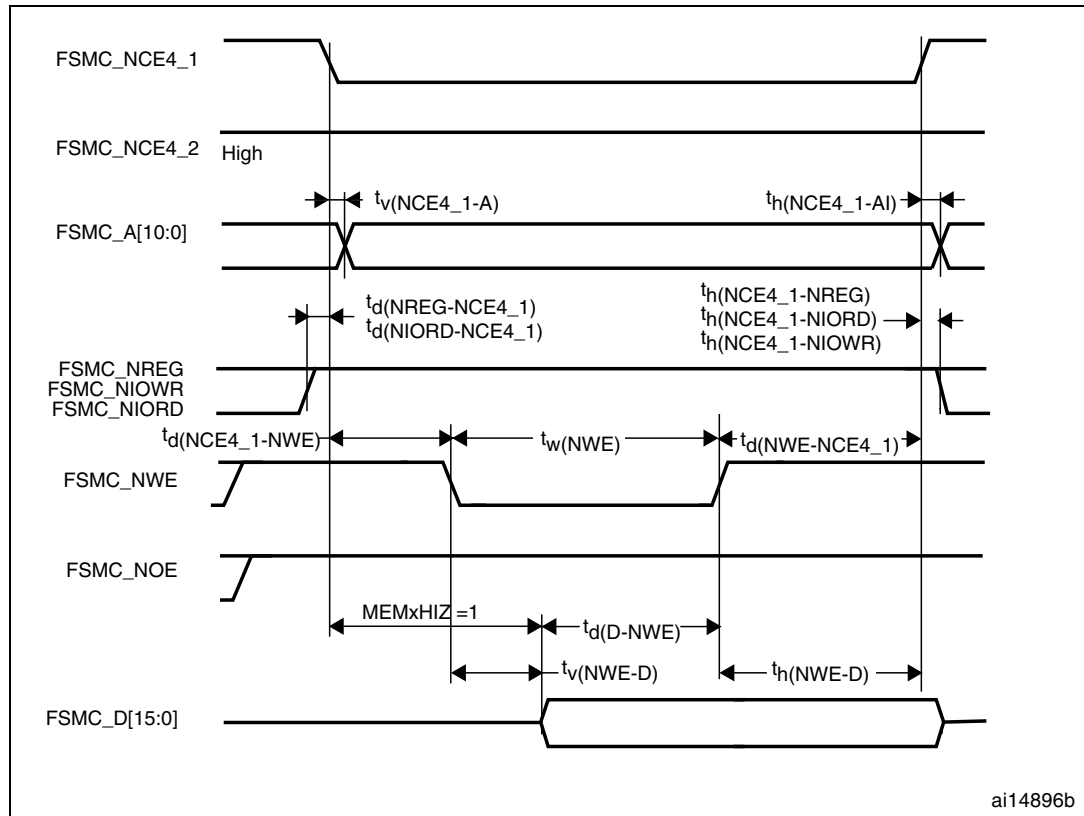 FSMC_NCE4_1
FSMC_NCE4_2 High
tv(NCE4_1-A)
th(NCE4_1-AI)
FSMC_A[10:0]
td(NREG-NCE4_1)
td(NIORD-NCE4_1)
th(NCE4_1-NREG)
th(NCE4_1-NIORD)
th(NCE4_1-NIOWR)
FSMC_NREG
FSMC_NIOWR
FSMC_NIORD
td(NCE4_1-NWE)
tw(NWE)
td(NWE-NCE4_1)
FSMC_NWE
FSMC_NOE
MEMxHIZ =1
td(D-NWE)
tv(NWE-D)
th(NWE-D)
FSMC_D[15:0]
ai14896b